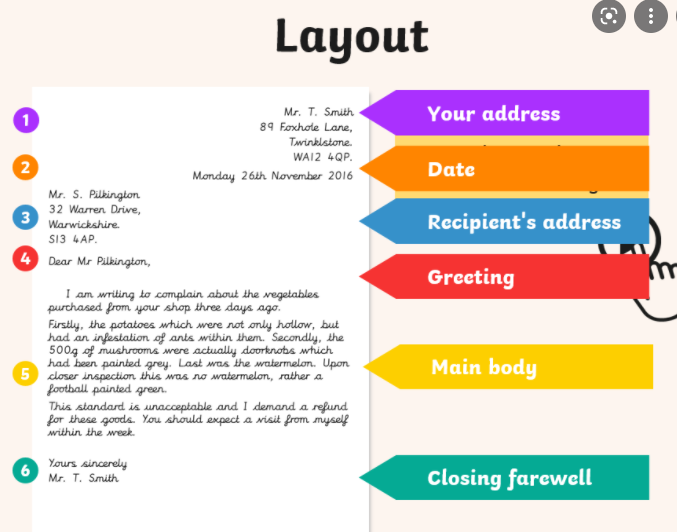 Layout
1
Mr. T. Smith
89 Foxhole Lane,
Twinklstone.
WA12 4QP.
Your address
2
Monday 26th November 2016
Date
3
Mr. S. Pilkington
32 Warren Drive,
Warwickshire.
S13 4AP.
Recipient's address
4
Dear Mr Pilkington,
Greeting
5
I am writing to complain about the vegetables
purchased from your shop three days ago.
Firstly, the potatoes which were not only hollow, but
had an infestation of ants within them. Secondly, the
500g of mushrooms were actually doorknobs which
had been painted grey. Last was the watermelon. Upon
closer inspection this was no watermelon, rather a
football painted green.
This standard is unacceptable and I demand a refund
for these goods. You should expect a visit from myself
within the week.
Main body
6
Yours sincerely
Mr. T. Smith
Closing farewell